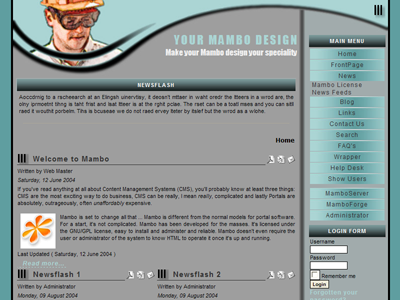 YOUR MAMBO DESIGN
Make your Mambo design your speciality
NEWSFLASH
Aoccdrnig to a rscheearch at an Elingsh uinervtisy, it deosn't mttaer in waht oredr the ltteers in a wrod are, the
olny iprmoetnt tihng is taht frist and lsat ltteer is at the rghit pclae. The rset can be a toatl mses and you can sitll
raed it wouthit porbelm. Tihs is bcuseae we do not raed ervey lteter by itslef but the wrod as a wlohe.
Home
Welcome to Mambo
Written by Web Master
Saturday, 12 June 2004
If you've read anything at all about Content Management Systems (CMS), you'll probably know at least three things:
CMS are the most exciting way to do business, CMS can be really, I mean really, complicated and lastly Portals are
absolutely, outrageously, often unaffordably expensive.
Mambo is set to change all that ... Mambo is different from the normal models for portal software.
For a start, it's not complicated. Mambo has been developed for the masses. It's licensed under
the GNU/GPL license, easy to install and administer and reliable. Mambo doesn't even require the
user or administrator of the system to know HTML to operate it once it's up and running.
Last Updated ( Saturday, 12 June 2004 )
Read more...
Newsflash 1
Written by Administrator
Monday, 09 August 2004
Newsflash 2
Written by Administrator
Monday, 09 August 2004
MAIN MENU
Home
FrontPage
News
Mambo License
News Feeds
Blog
Links
Contact Us
Search
FAQ's
Wrapper
Help Desk
Show Users
MamboServer
MamboForge
Administrator
LOGIN FORM
Username
Password
Remember me
Login
Forgotten your